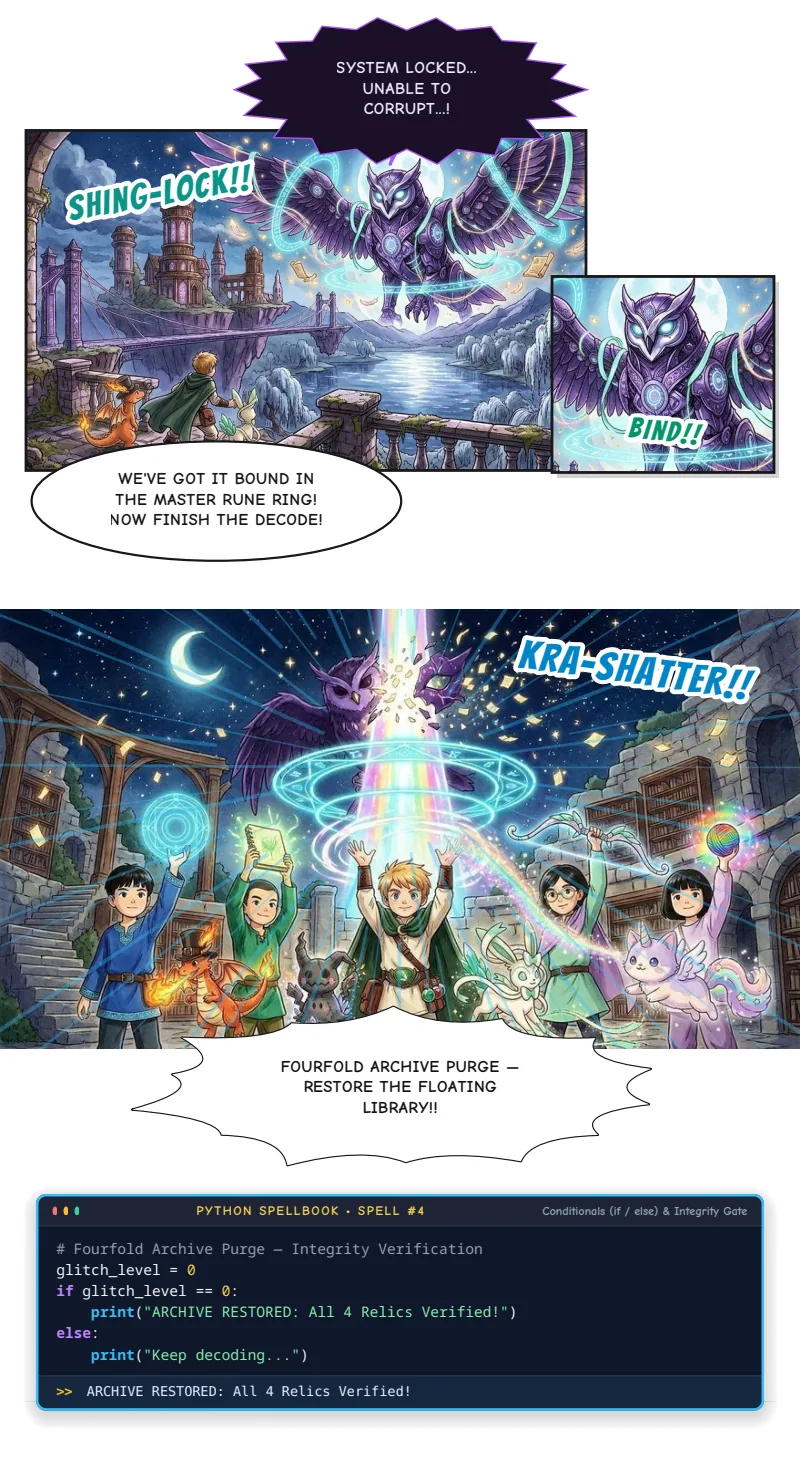 SYSTEM LOCKED...
UNABLE TO
CORRUPT...!
SHING-LOCK!!
BIND!!
WE'VE GOT IT BOUND IN
THE MASTER RUNE RING!
NOW FINISH THE DECODE!
KRA-SHATTER!!
FOURFOLD ARCHIVE PURGE —
RESTORE THE FLOATING
LIBRARY!!
PYTHON SPELLBOOK • SPELL #4
Conditionals (if / else) & Integrity Gate
# Fourfold Archive Purge — Integrity Verification
glitch_level = 0
if glitch_level == 0:
    print("ARCHIVE RESTORED: All 4 Relics Verified!")
else:
    print("Keep decoding...")
>> ARCHIVE RESTORED: All 4 Relics Verified!